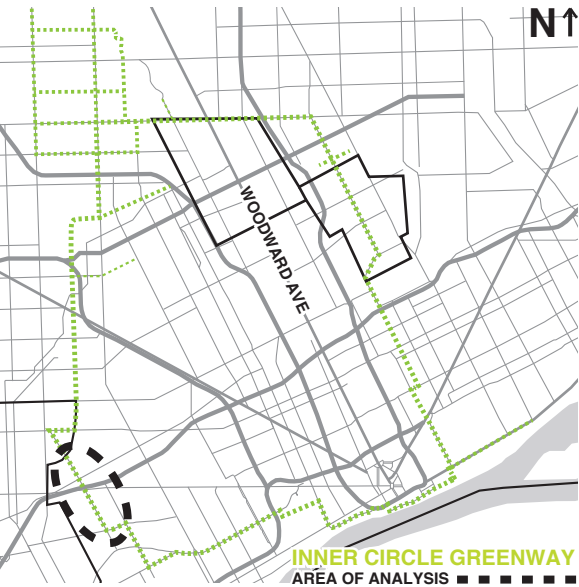 N↑
WOODWARD AVE
INNER CIRCLE GREENWAY
AREA OF ANALYSIS